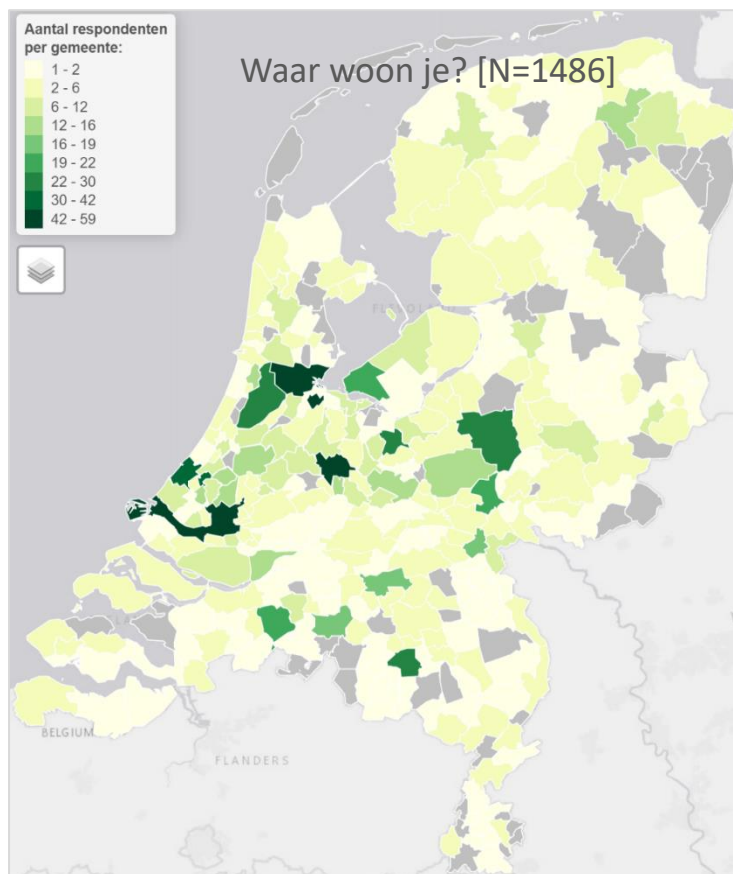 Aantal respondenten
per gemeente:
1 - 2
2 - 6
6 - 12
12 - 16
16 - 19
19 - 22
22 - 30
30 - 42
42 - 59
Waar woon je? [N=1486]
BELGIUM
FLANDERS